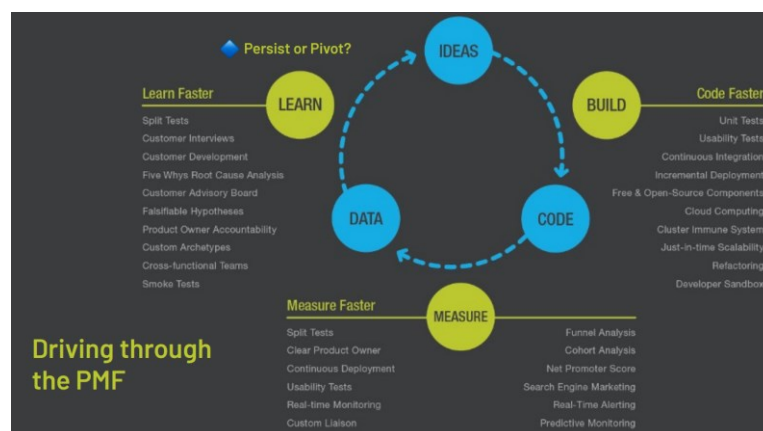 Persist or Pivot?
IDEAS
Learn Faster
LEARN
BUILD
Code Faster
Split Tests
Customer Interviews
Customer Development
Five Whys Root Cause Analysis
Customer Advisory Board
Falsifiable Hypotheses
Product Owner Accountability
Custom Archetypes
Cross-functional Teams
Smoke Tests
Unit Tests
Usability Tests
Continuous Integration
Incremental Deployment
Free & Open-Source Components
Cloud Computing
Cluster Immune System
Just-in-time Scalability
Refactoring
Developer Sandbox
DATA
CODE
Measure Faster
MEASURE
Split Tests
Clear Product Owner
Continuous Deployment
Usability Tests
Real-time Monitoring
Custom Liaison
Funnel Analysis
Cohort Analysis
Net Promoter Score
Search Engine Marketing
Real-Time Alerting
Predictive Monitoring
Driving through
the PMF